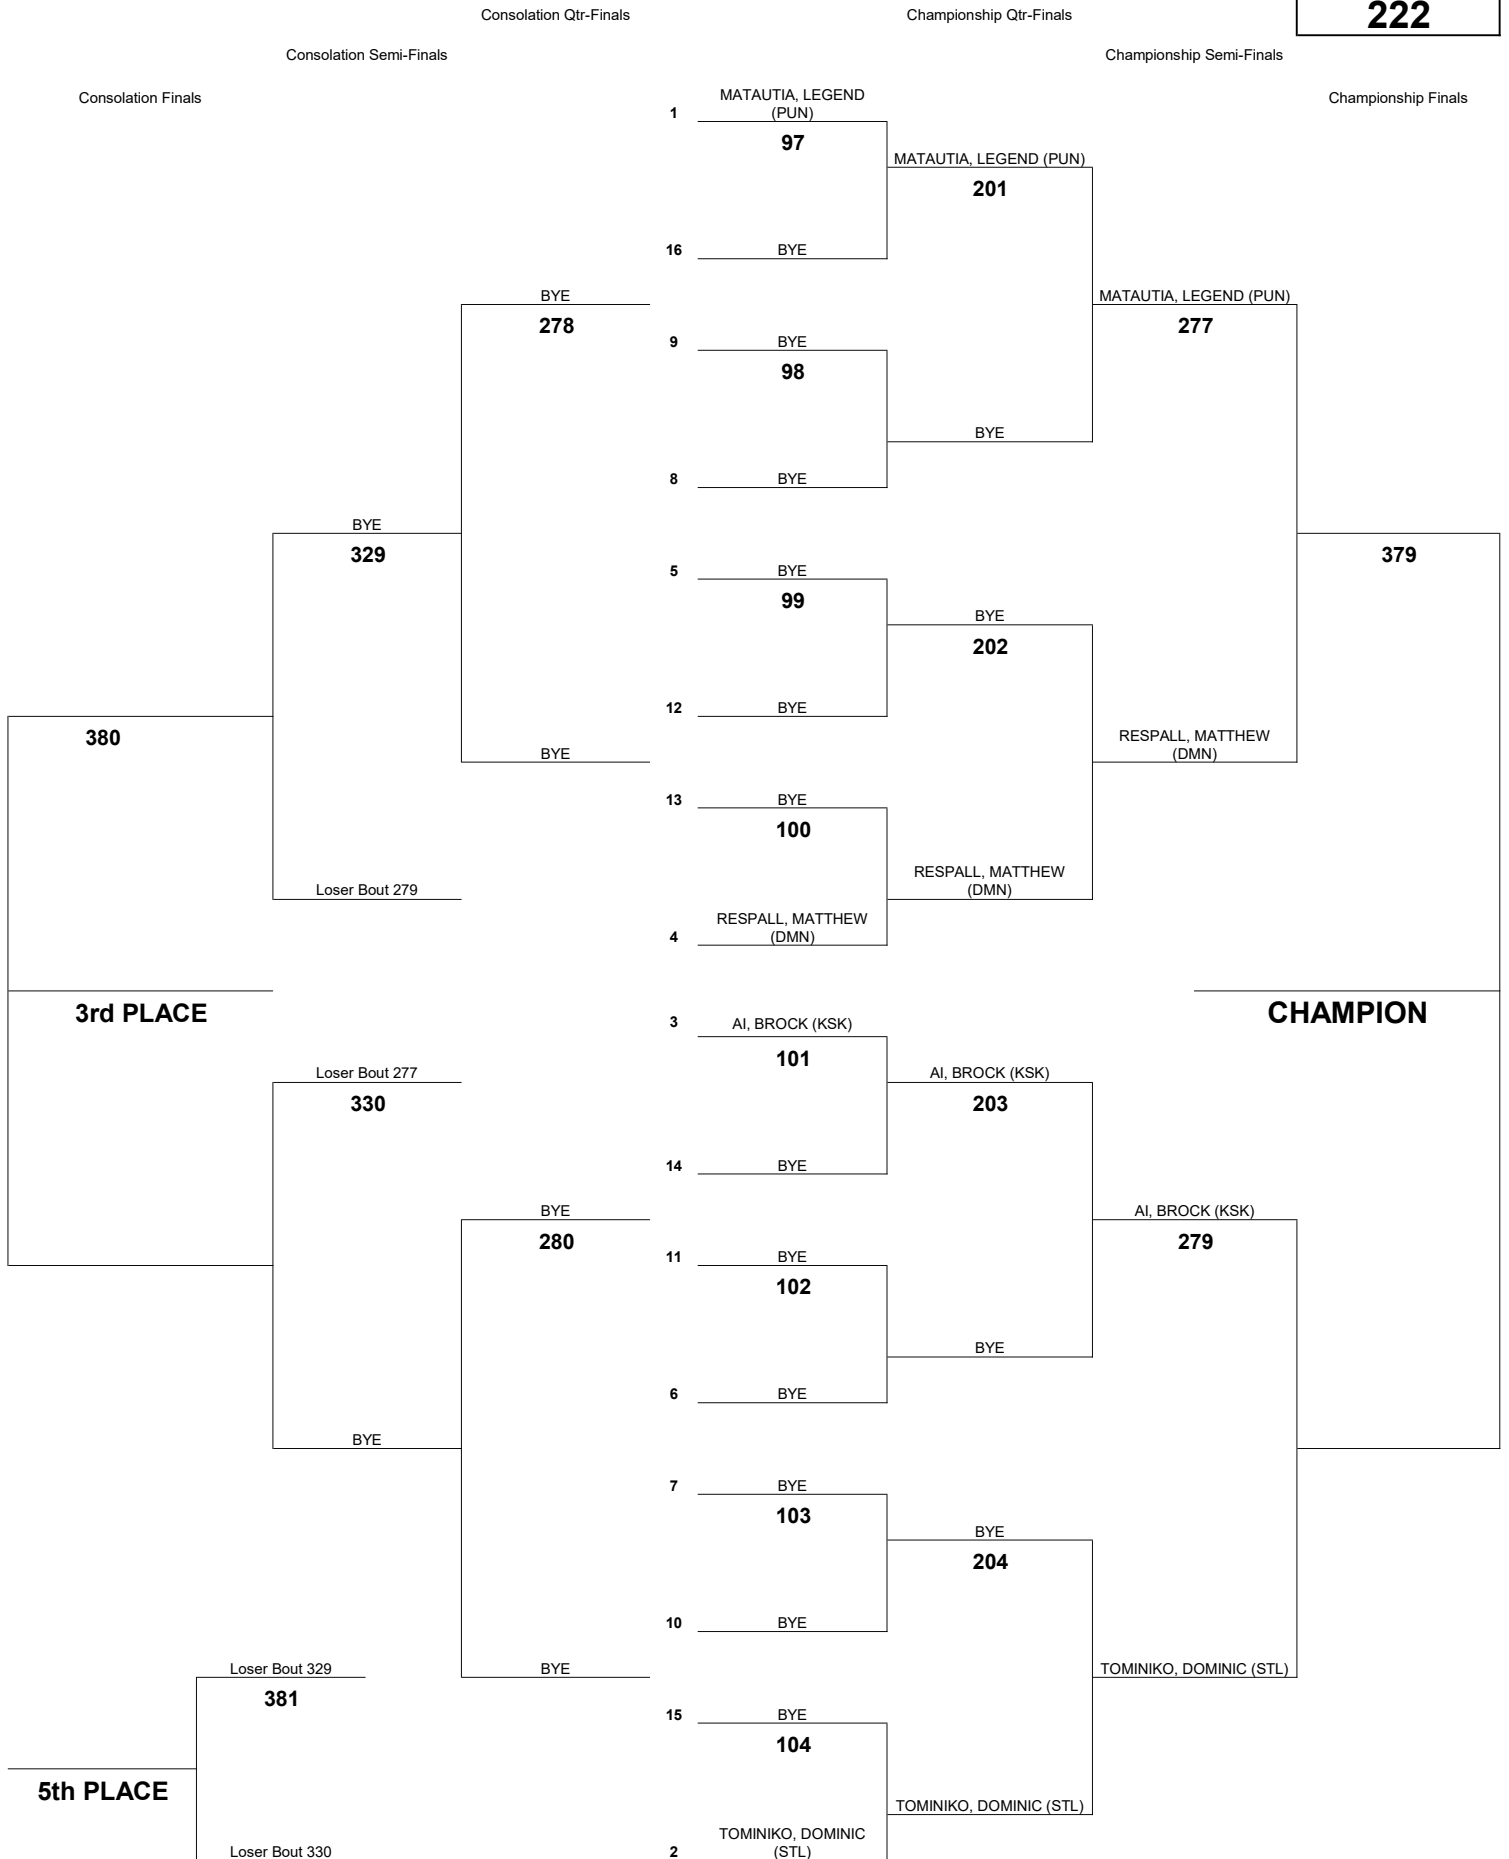 Consolation Qtr-Finals
Championship Qtr-Finals
222
Consolation Semi-Finals
Championship Semi-Finals
Consolation Finals
Championship Finals
1
MATAUTIA, LEGEND
(PUN)
97
MATAUTIA, LEGEND (PUN)
201
16
BYE
BYE
278
MATAUTIA, LEGEND (PUN)
277
9
BYE
98
BYE
8
BYE
BYE
329
379
5
BYE
99
BYE
202
12
BYE
380
BYE
RESPALL, MATTHEW
(DMN)
13
BYE
100
Loser Bout 279
RESPALL, MATTHEW
(DMN)
4
RESPALL, MATTHEW
(DMN)
3rd PLACE
CHAMPION
3
AI, BROCK (KSK)
101
Loser Bout 277
330
AI, BROCK (KSK)
203
14
BYE
BYE
280
AI, BROCK (KSK)
279
11
BYE
102
BYE
6
BYE
BYE
7
BYE
103
BYE
204
10
BYE
Loser Bout 329
381
BYE
TOMINIKO, DOMINIC (STL)
15
BYE
104
5th PLACE
TOMINIKO, DOMINIC (STL)
Loser Bout 330
2
TOMINIKO, DOMINIC
(STL)